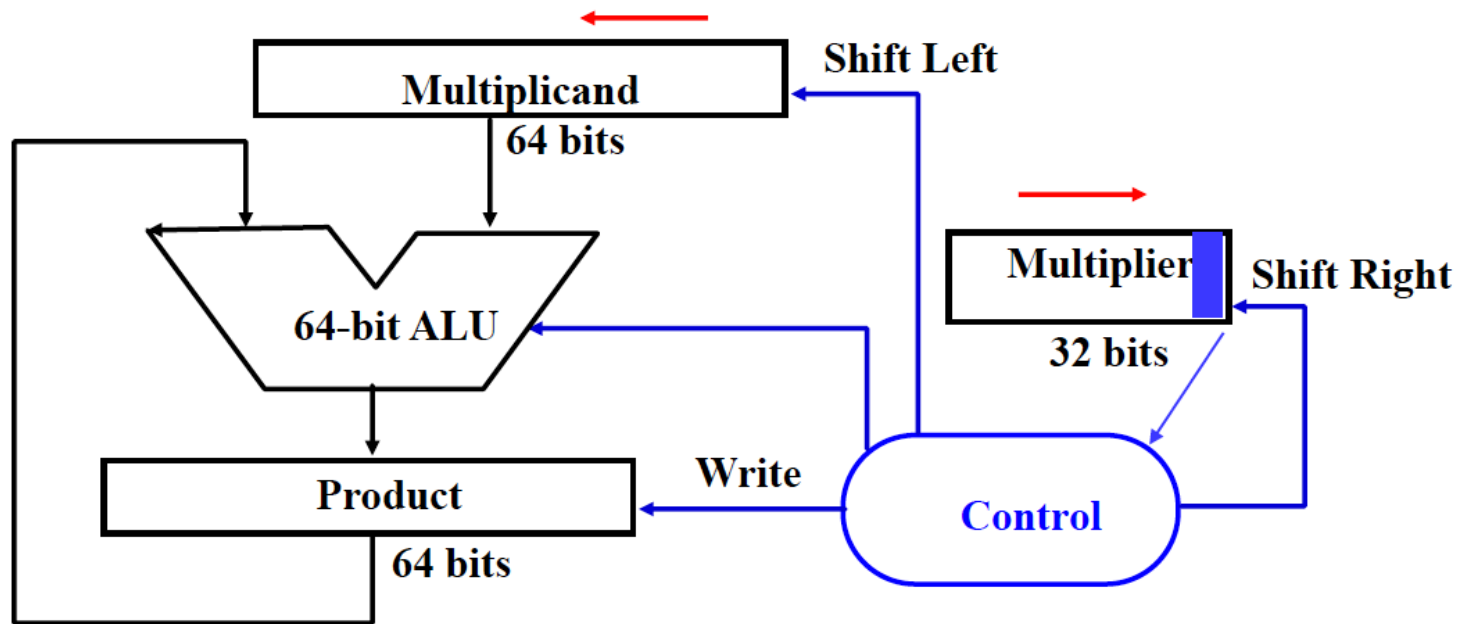 Shift Left
Multiplicand
64 bits
Multiplier
Shift Right
64-bit ALU
32 bits
Write
Product
Control
64 bits